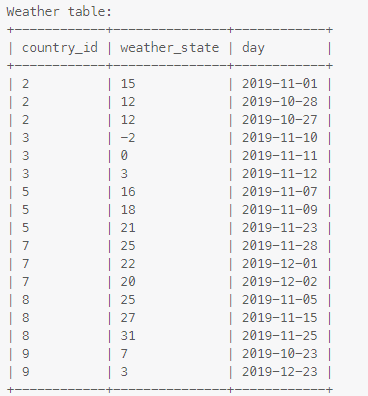 Weather table:
+------------+---------------+------------+
| country_id | weather_state | day        |
+------------+---------------+------------+
| 2          | 15            | 2019-11-01 |
| 2          | 12            | 2019-10-28 |
| 2          | 12            | 2019-10-27 |
| 3          | -2            | 2019-11-10 |
| 3          | 0             | 2019-11-11 |
| 3          | 3             | 2019-11-12 |
| 5          | 16            | 2019-11-07 |
| 5          | 18            | 2019-11-09 |
| 5          | 21            | 2019-11-23 |
| 7          | 25            | 2019-11-28 |
| 7          | 22            | 2019-12-01 |
| 7          | 20            | 2019-12-02 |
| 8          | 25            | 2019-11-05 |
| 8          | 27            | 2019-11-15 |
| 8          | 31            | 2019-11-25 |
| 9          | 7             | 2019-10-23 |
| 9          | 3             | 2019-12-23 |
+------------+---------------+------------+